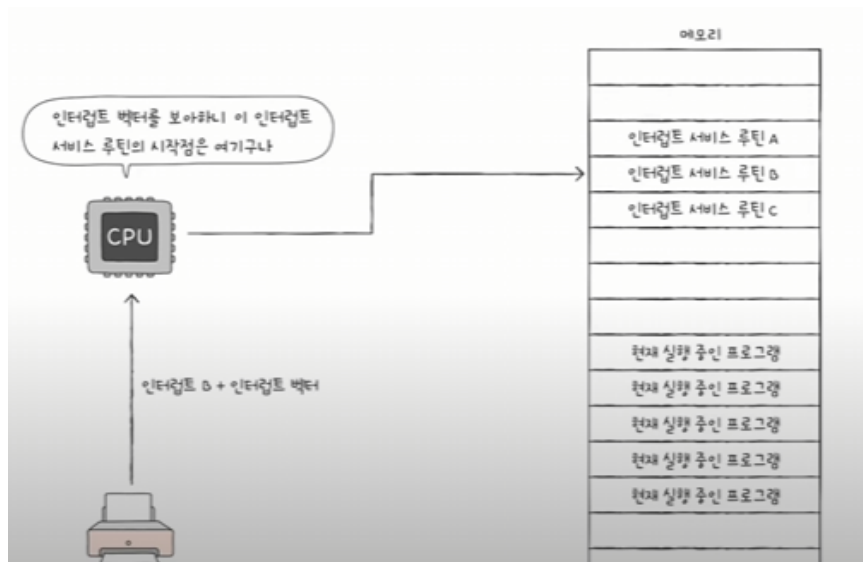 메모리
인터럽트 벡터를 보아하니 이 인터럽트
서비스 루틴의 시작점은 여기구나
인터럽트 서비스 루틴 A
인터럽트 서비스 루틴 B
인터럽트 서비스 루틴 C
CPU
현재 실행 중인 프로그램
인터럽트 B + 인터럽트 벡터
현재 실행 중인 프로그램
현재 실행 중인 프로그램
현재 실행 중인 프로그램
현재 실행 중인 프로그램